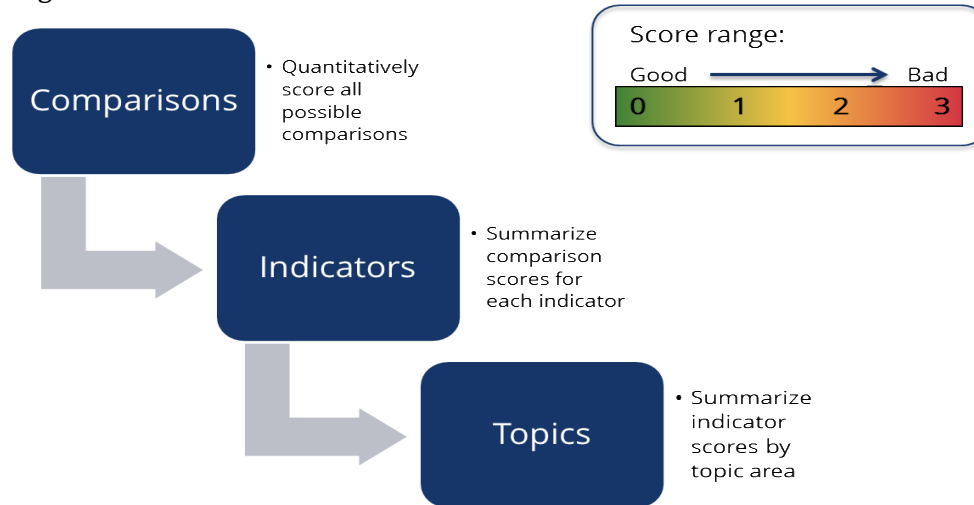 Comparisons
• Quantitatively
score all
possible
comparisons
Score range:
Good Bad
0 1 2 3
Indicators
• Summarize
comparison
scores for
each indicator
Topics
• Summarize
indicator
scores by
topic area